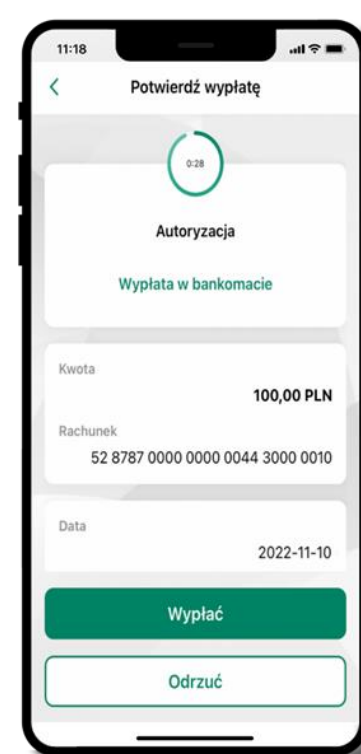 11:18
Potwierdź wypłatę
0:28
Autoryzacja
Wypłata w bankomacie
Kwota
100,00 PLN
Rachunek
52 8787 0000 0000 0044 3000 0010
Data
2022-11-10
Wypłać
Odrzuć